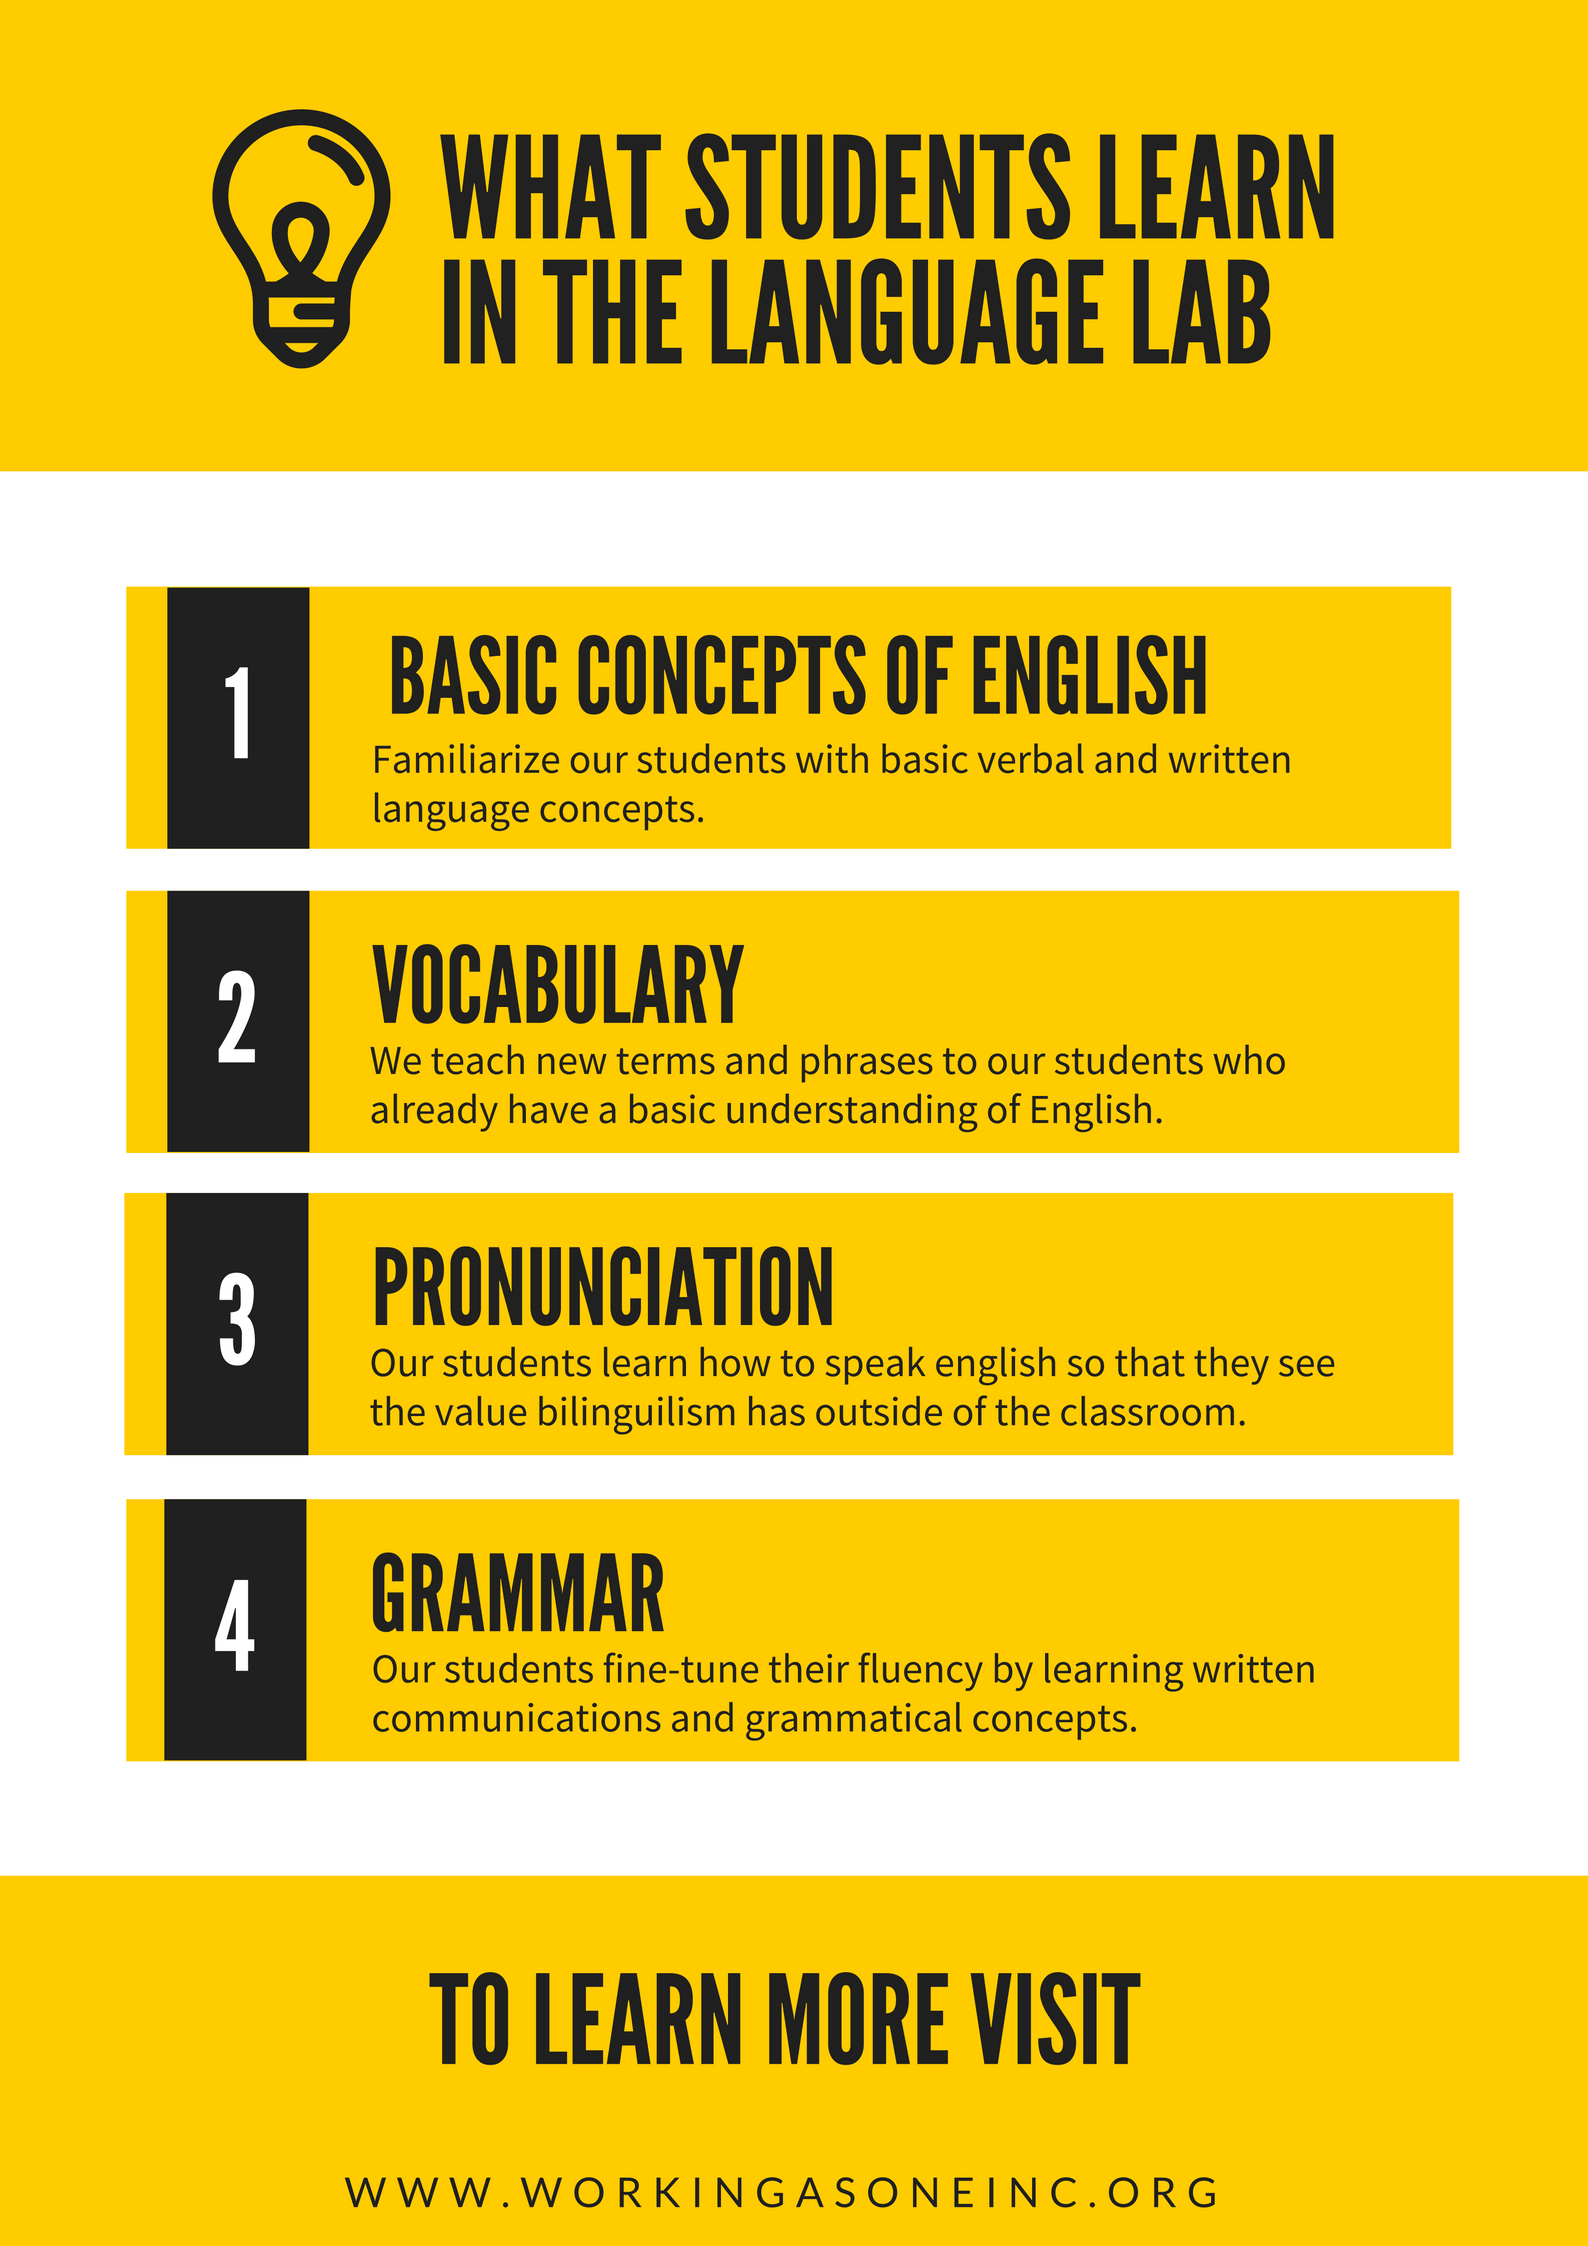 WHAT STUDENTS LEARN
IN THE LANGUAGE LAB
1
BASIC CONCEPTS OF ENGLISH
Familiarize our students with basic verbal and written
language concepts.
2
VOCABULARY
We teach new terms and phrases to our students who
already have a basic understanding of English.
3
PRONUNCIATION
Our students learn how to speak english so that they see
the value bilinguilism has outside of the classroom.
4
GRAMMAR
Our students fine-tune their fluency by learning written
communications and grammatical concepts.
TO LEARN MORE VISIT
WWW.WORKINGASONEINC.ORG